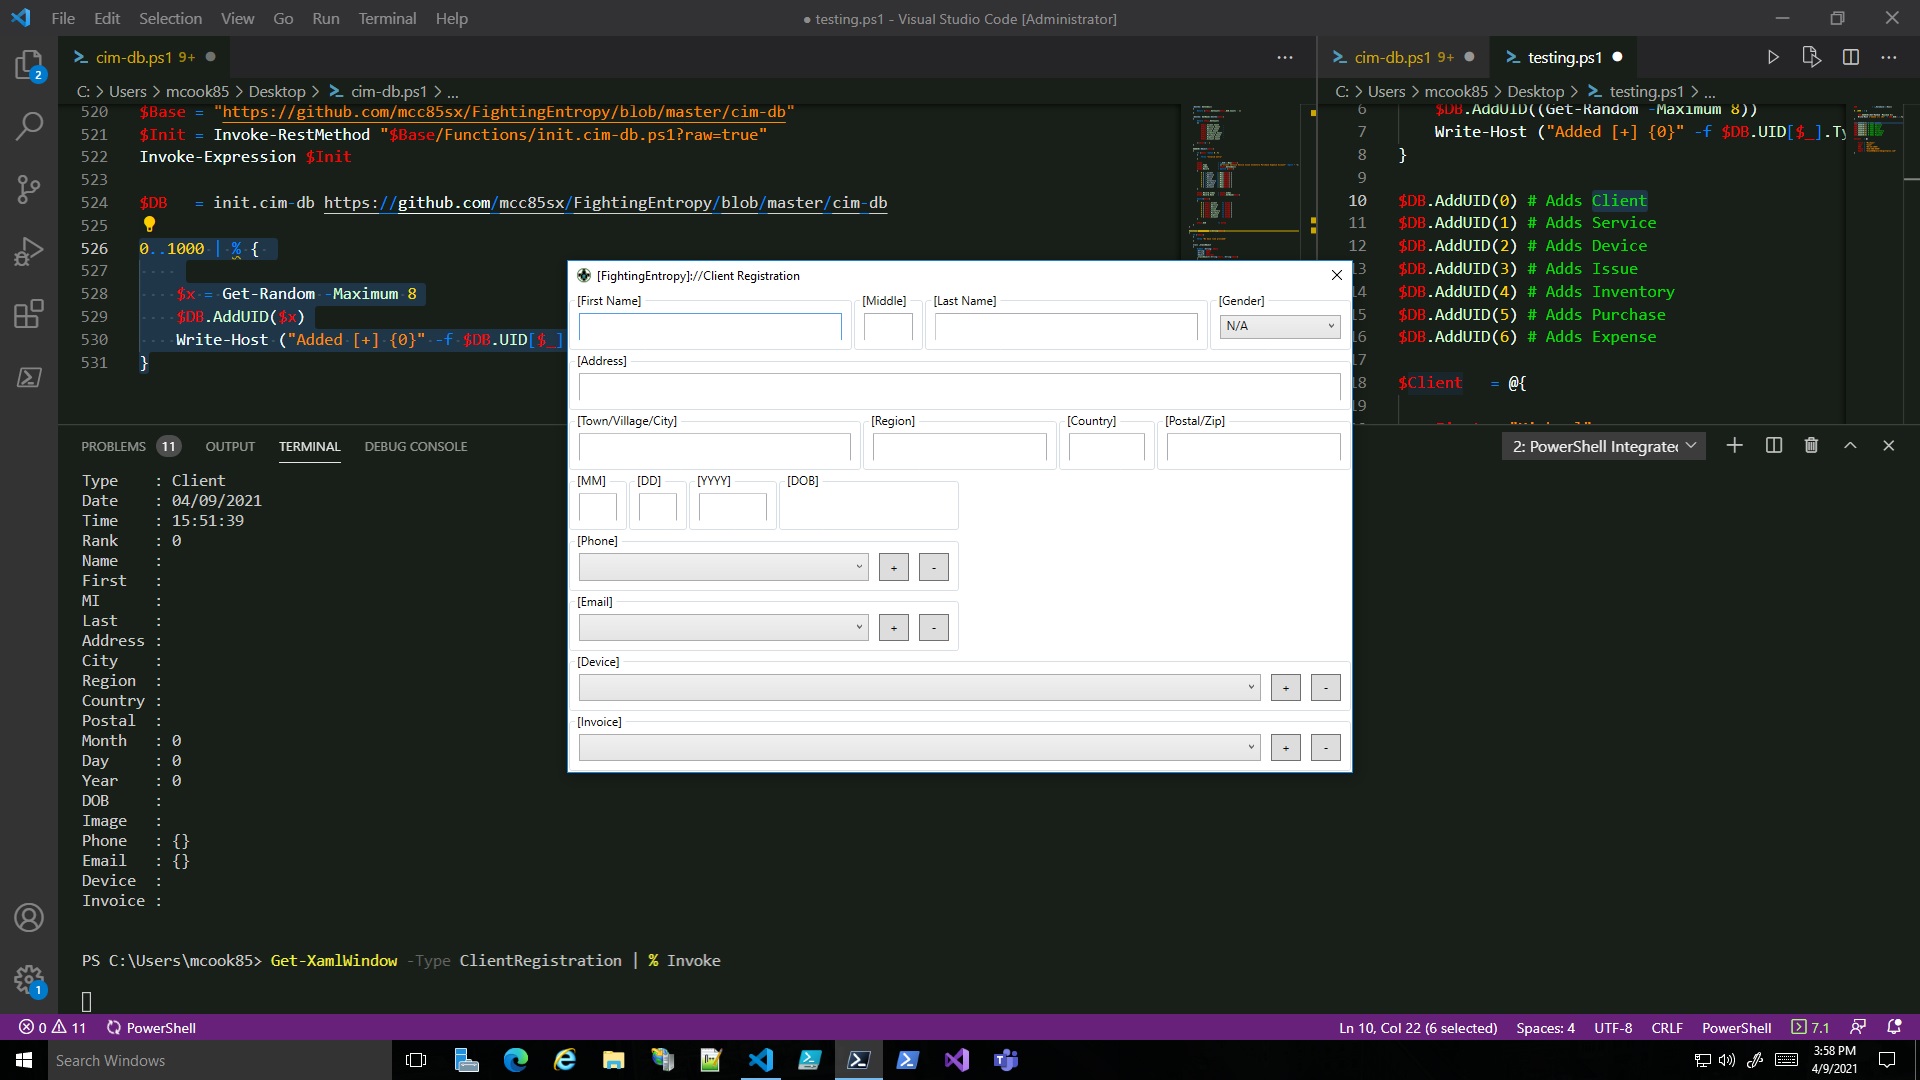 File Edit Selection View Go Run Terminal Help
● testing.ps1 - Visual Studio Code [Administrator]
cim-db.ps1 9+
cim-db.ps1 9+
testing.ps1
C: > Users > mcook85 > Desktop > cim-db.ps1 > ...
520 $Base = "https://github.com/mcc85sx/FightingEntropy/blob/master/cim-db"
521 $Init = Invoke-RestMethod "$Base/Functions/init.cim-db.ps1?raw=true"
522 Invoke-Expression $Init
523
524 $DB = init.cim-db https://github.com/mcc85sx/FightingEntropy/blob/master/cim-db
525
526 0..1000 | % {
527
528 $x = Get-Random -Maximum 8
529 $DB.AddUID($x)
530 Write-Host ("Added [+] {0}" -f $DB.UID[$_]
531 }
C: > Users > mcook85 > Desktop > testing.ps1 > ...
6 $DB.AddUID((Get-Random -Maximum 8))
7 Write-Host ("Added [+] {0}" -f $DB.UID[$_].Ty
8 }
9
10 $DB.AddUID(0) # Adds Client
11 $DB.AddUID(1) # Adds Service
12 $DB.AddUID(2) # Adds Device
13 $DB.AddUID(3) # Adds Issue
14 $DB.AddUID(4) # Adds Inventory
15 $DB.AddUID(5) # Adds Purchase
16 $DB.AddUID(6) # Adds Expense
17
18 $Client = @{
19
[FightingEntropy]://Client Registration
[First Name] [Middle] [Last Name] [Gender]
N/A
[Address]
[Town/Village/City] [Region] [Country] [Postal/Zip]
[MM] [DD] [YYYY] [DOB]
[Phone]
+ -
[Email]
+ -
[Device]
+ -
[Invoice]
+ -
PROBLEMS 11 OUTPUT TERMINAL DEBUG CONSOLE
2: PowerShell Integrated
Type : Client
Date : 04/09/2021
Time : 15:51:39
Rank : 0
Name :
First :
MI :
Last :
Address :
City :
Region :
Country :
Postal :
Month : 0
Day : 0
Year : 0
DOB :
Image :
Phone : {}
Email : {}
Device :
Invoice :
PS C:\Users\mcook85> Get-XamlWindow -Type ClientRegistration | % Invoke
2
1
0 11 PowerShell
Ln 10, Col 22 (6 selected) Spaces: 4 UTF-8 CRLF PowerShell 7.1
Search Windows
3:58 PM
4/9/2021